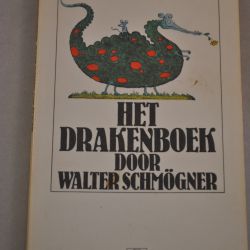 HET
DRAKENBOEK
DOOR
WALTER SCHMÖGNER